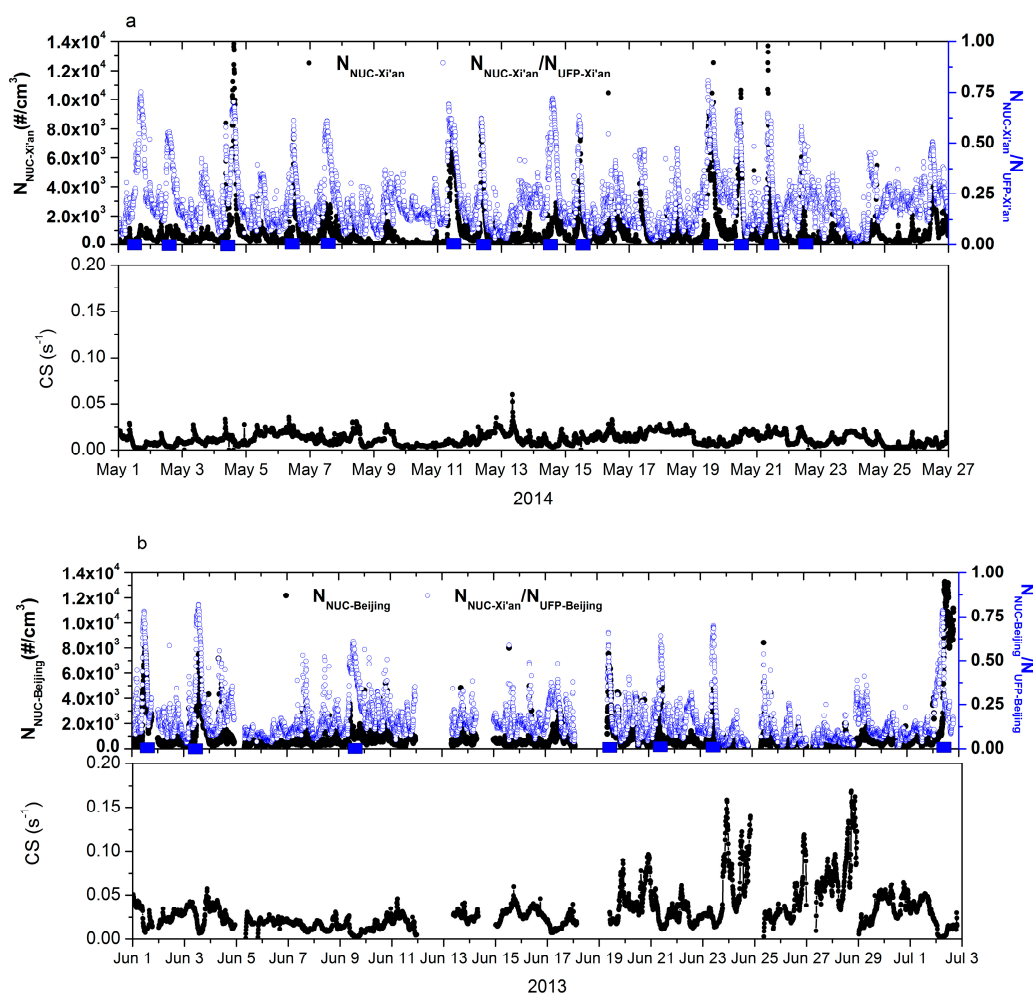 a
1.4x10⁴
1.2x10⁴
1.0x10⁴
8.0x10³
6.0x10³
4.0x10³
2.0x10³
0.0
N_NUC-Xi'an(#/cm³)
N_NUC-Xi'an
N_NUC-Xi'an/N_UFP-Xi'an
1.00
0.75
0.50
0.25
0.00
N_NUC-Xi'an/N_UFP-Xi'an
0.20
0.15
0.10
0.05
0.00
CS (s⁻¹)
May 1 May 3 May 5 May 7 May 9 May 11 May 13 May 15 May 17 May 19 May 21 May 23 May 25 May 27
2014
b
1.4x10⁴
1.2x10⁴
1.0x10⁴
8.0x10³
6.0x10³
4.0x10³
2.0x10³
0.0
N_NUC-Beijing(#/cm³)
N_NUC-Beijing
N_NUC-Xi'an/N_UFP-Beijing
1.00
0.75
0.50
0.25
0.00
N_NUC-Beijing/N_UFP-Beijing
0.20
0.15
0.10
0.05
0.00
CS (s⁻¹)
Jun 1 Jun 3 Jun 5 Jun 7 Jun 9 Jun 11 Jun 13 Jun 15 Jun 17 Jun 19 Jun 21 Jun 23 Jun 25 Jun 27 Jun 29 Jul 1 Jul 3
2013